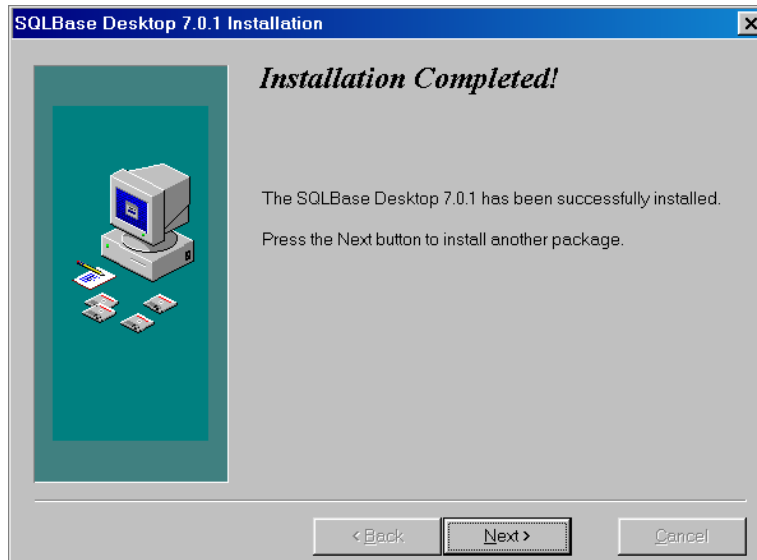 SQLBase Desktop 7.0.1 Installation
Installation Completed!
The SQLBase Desktop 7.0.1 has been successfully installed.
Press the Next button to install another package.
< Back
Next >
Cancel